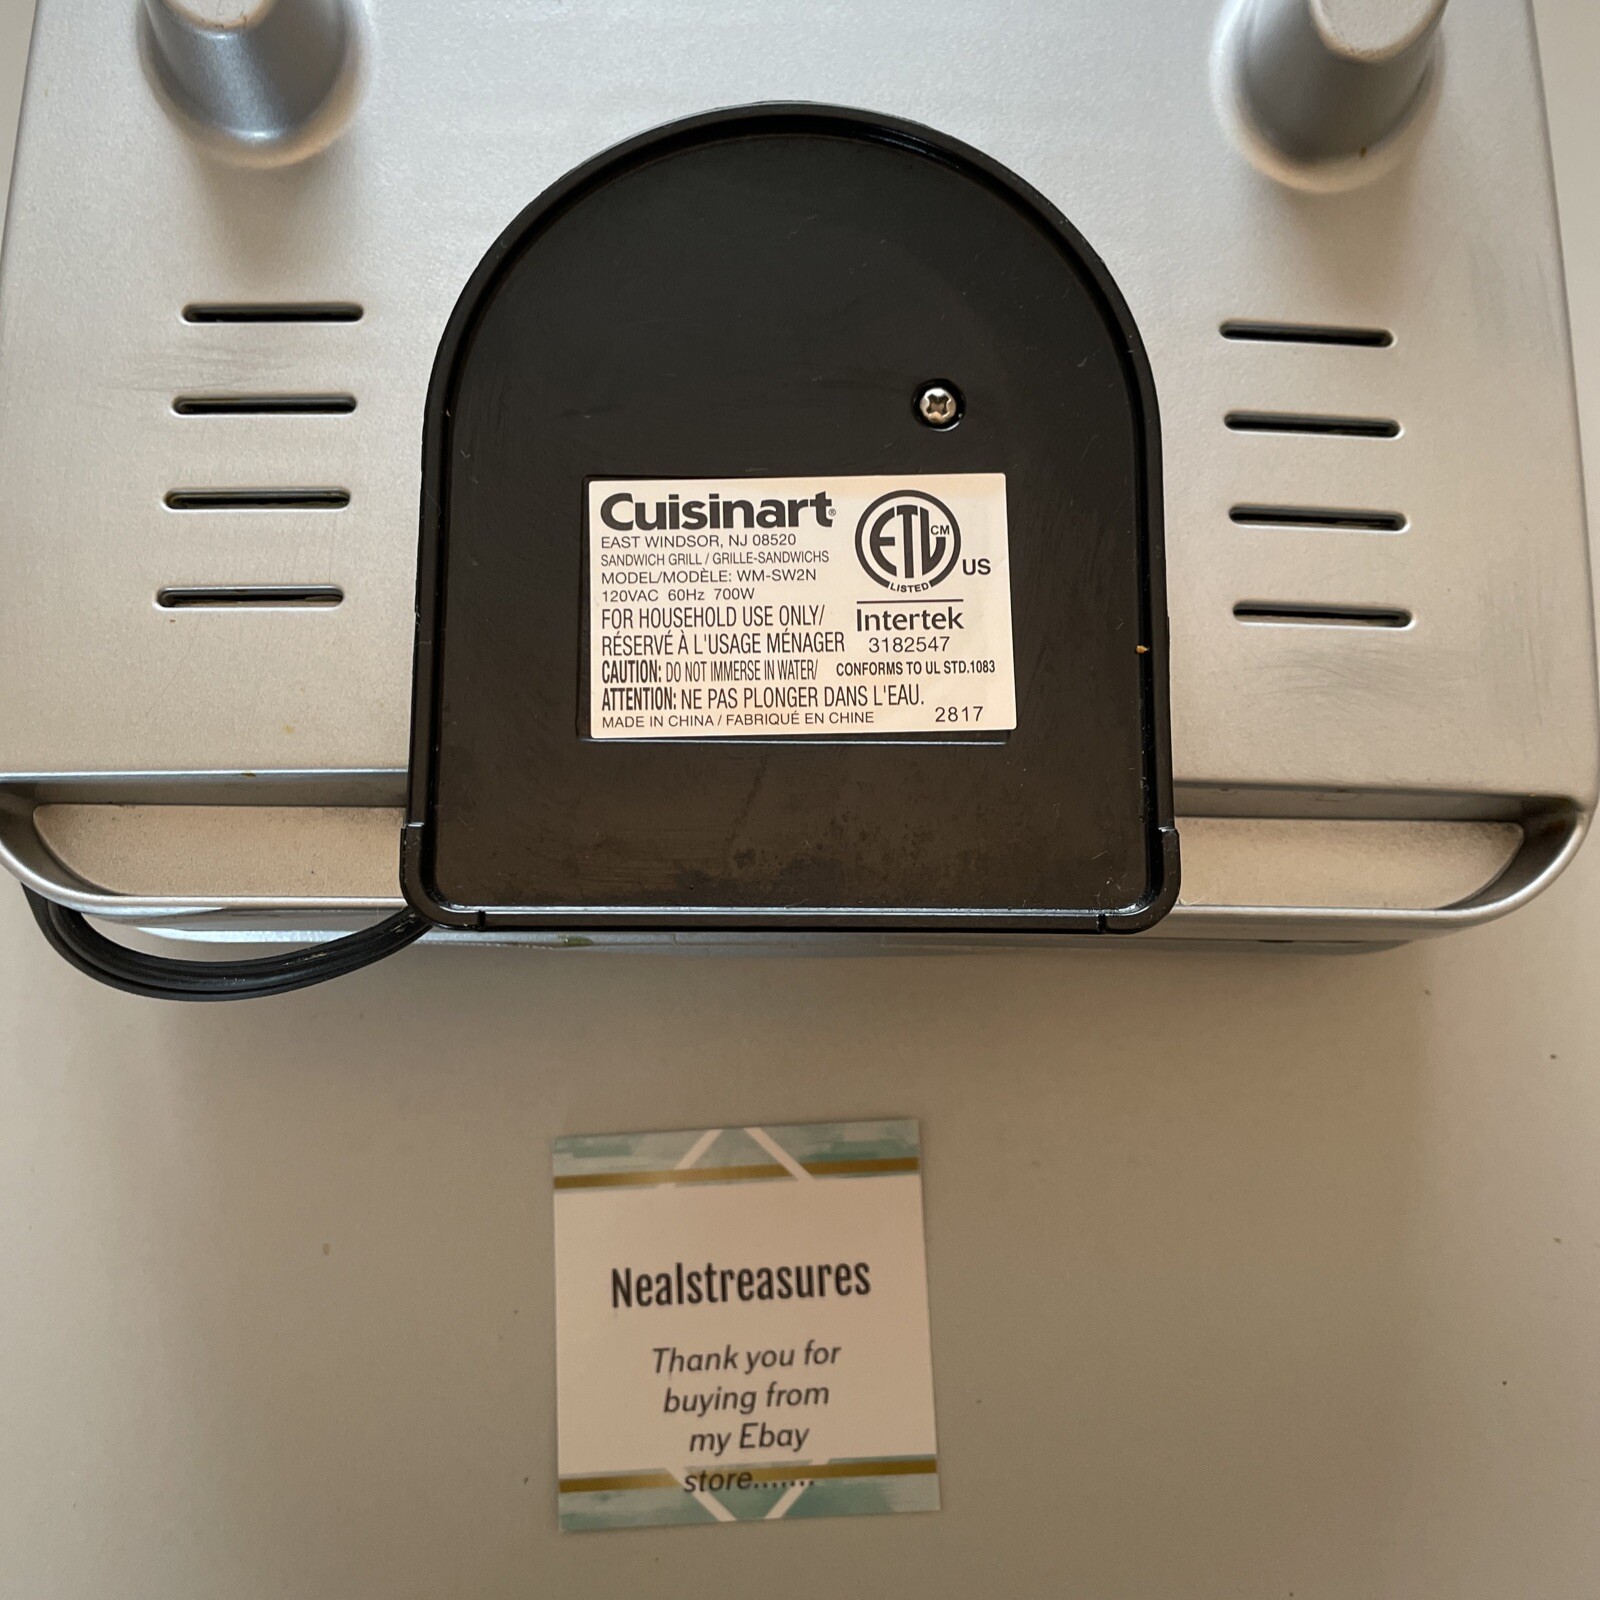 Cuisinart®
EAST WINDSOR, NJ 08520
SANDWICH GRILL / GRILLE-SANDWICHS
MODEL/MODÈLE: WM-SW2N
120VAC 60Hz 700W
FOR HOUSEHOLD USE ONLY/
RÉSERVÉ À L'USAGE MÉNAGER
CAUTION: DO NOT IMMERSE IN WATER/
ATTENTION: NE PAS PLONGER DANS L'EAU.
MADE IN CHINA / FABRIQUÉ EN CHINE
ETL CM
US
LISTED
Intertek
3182547
CONFORMS TO UL STD.1083
2817
Nealstreasures
Thank you for
buying from
my Ebay
store.......